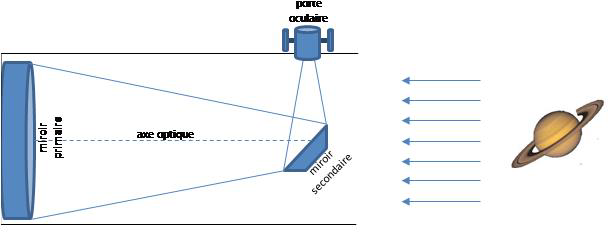 porte
oculaire
miroir
primaire
axe optique
miroir
secondaire